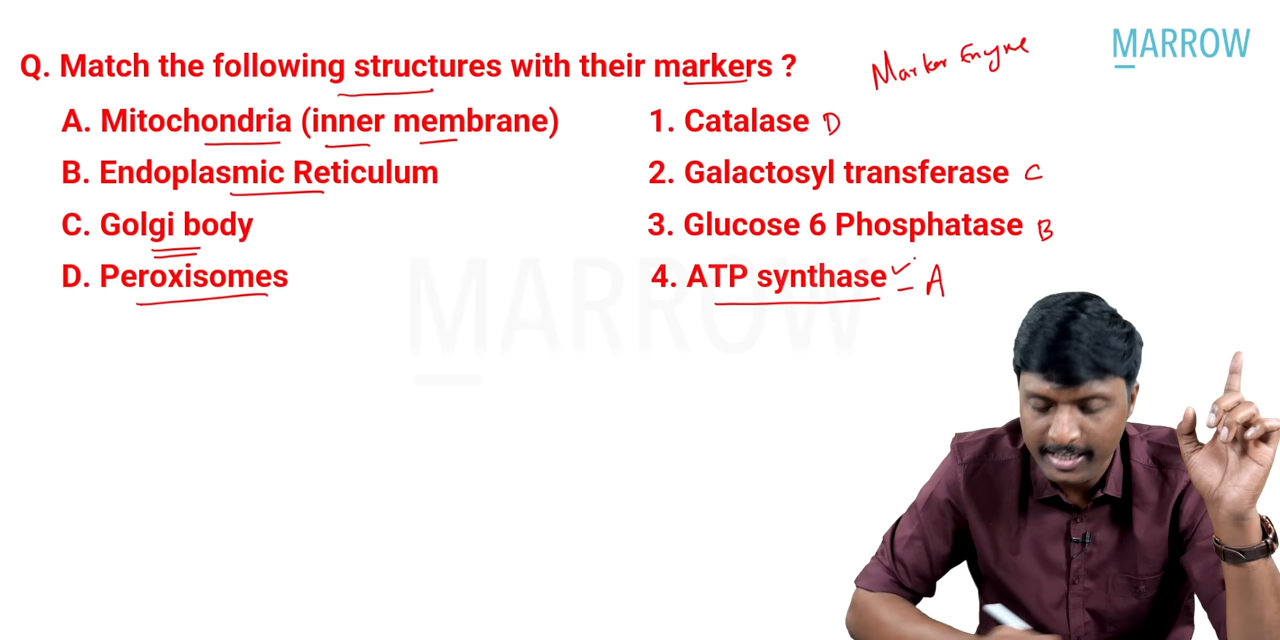 MARROW
Marker Enzyme
Q. Match the following structures with their markers ?
A. Mitochondria (inner membrane)
1. Catalase D
B. Endoplasmic Reticulum
2. Galactosyl transferase C
C. Golgi body
3. Glucose 6 Phosphatase B
D. Peroxisomes
4. ATP synthase - A
MARROW